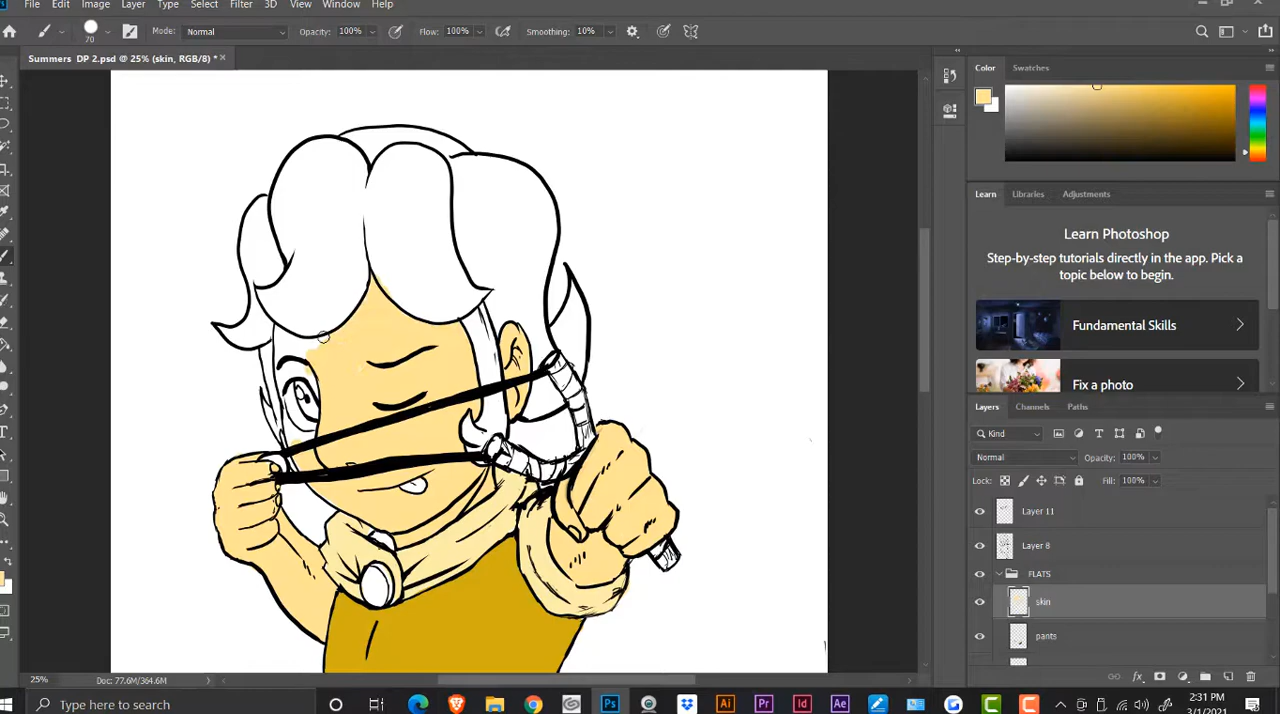 File Edit Image Layer Type Select Filter 3D View Window Help
70 Mode: Normal Opacity: 100% Flow: 100% Smoothing: 10%
Summers DP 2.psd @ 25% (skin, RGB/8) * ×
Color Swatches
Learn Libraries Adjustments
Learn Photoshop
Step-by-step tutorials directly in the app. Pick a
topic below to begin.
Fundamental Skills
Fix a photo
Layers Channels Paths
Kind
Normal Opacity: 100%
Lock: Fill: 100%
Layer 11
Layer 8
FLATS
skin
pants
25% Doc: 77.6M/364.6M
Type here to search
2:31 PM
3/1/2021